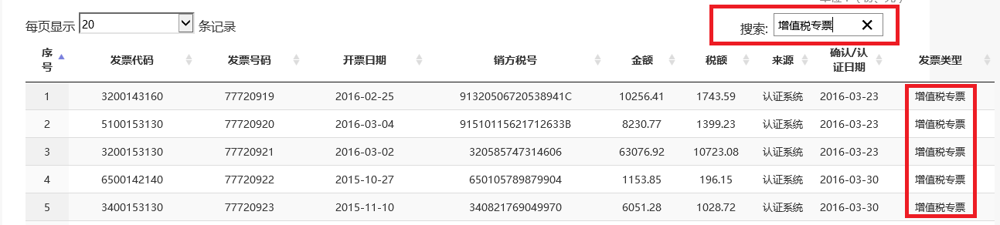 每页显示 20 条记录 搜索: 增值税专票
序号 发票代码 发票号码 开票日期 销方税号 金额 税额 来源 确认/认证日期 发票类型
1 3200143160 77720919 2016-02-25 91320506720538941C 10256.41 1743.59 认证系统 2016-03-23 增值税专票
2 5100153130 77720920 2016-03-04 91510115621712633B 8230.77 1399.23 认证系统 2016-03-23 增值税专票
3 3200153130 77720921 2016-03-02 320585747314606 63076.92 10723.08 认证系统 2016-03-23 增值税专票
4 6500142140 77720922 2015-10-27 650105789879904 1153.85 196.15 认证系统 2016-03-30 增值税专票
5 3400153130 77720923 2015-11-10 340821769049970 6051.28 1028.72 认证系统 2016-03-30 增值税专票